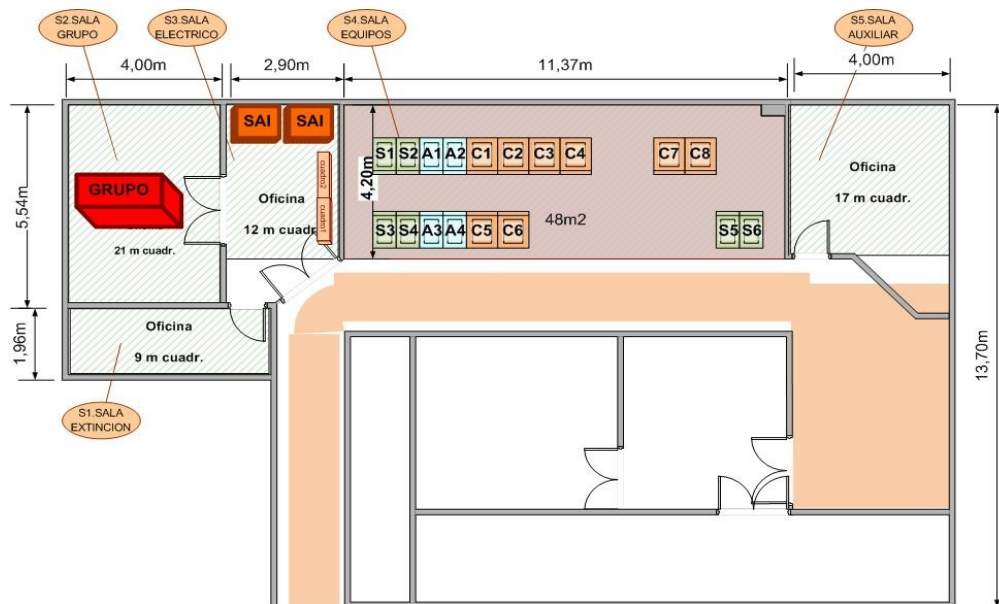 S2.SALA
GRUPO
S3.SALA
ELECTRICO
S4.SALA
EQUIPOS
S5.SALA
AUXILIAR
4,00m
2,90m
11,37m
4,00m
SAI
SAI
S1 S2 A1 A2 C1 C2 C3 C4
C7 C8
4,20m
5,54m
GRUPO
21 m cuadr.
cuadro2
cuadro1
Oficina
12 m cuadr.
Oficina
17 m cuadr.
S3 S4 A3 A4 C5 C6
48m2
S5 S6
1,96m
Oficina
9 m cuadr.
13,70m
S1.SALA
EXTINCION